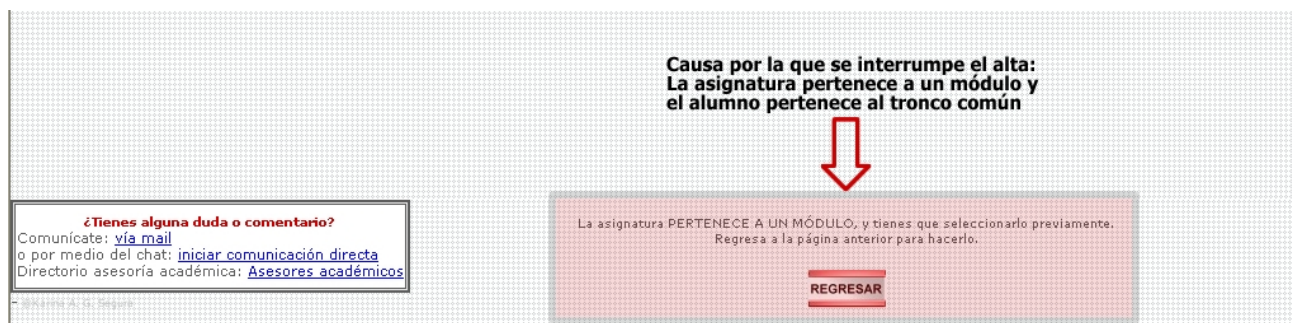 Causa por la que se interrumpe el alta:
La asignatura pertenece a un módulo y
el alumno pertenece al tronco común
¿Tienes alguna duda o comentario?
Comunícate: vía mail
o por medio del chat: iniciar comunicación directa
Directorio asesoría académica: Asesores académicos
- @Karina A. G. Segura
La asignatura PERTENECE A UN MÓDULO, y tienes que seleccionarlo previamente.
Regresa a la página anterior para hacerlo.
REGRESAR